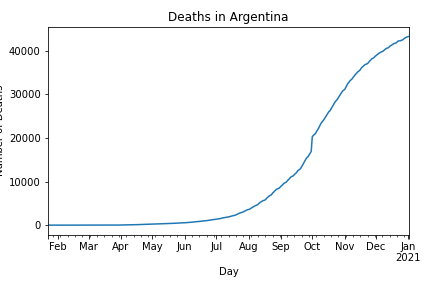 Deaths in Argentina
Number of Deaths
40000
30000
20000
10000
0
Feb Mar Apr May Jun Jul Aug Sep Oct Nov Dec Jan
2021
Day